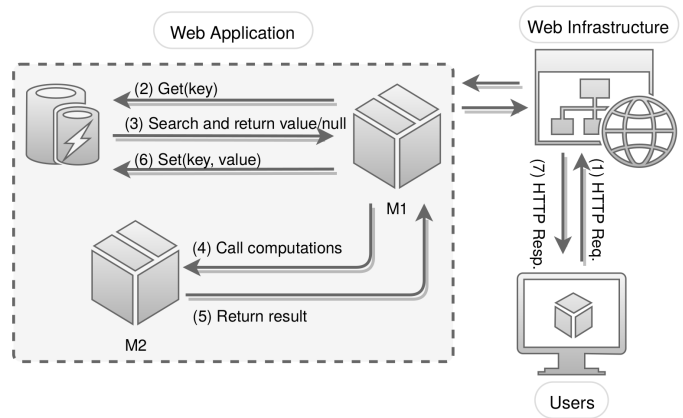 Web Application
Web Infrastructure
(2) Get(key)
(3) Search and return value/null
(6) Set(key, value)
M1
(7) HTTP Resp.
(1) HTTP Req.
(4) Call computations
(5) Return result
M2
Users